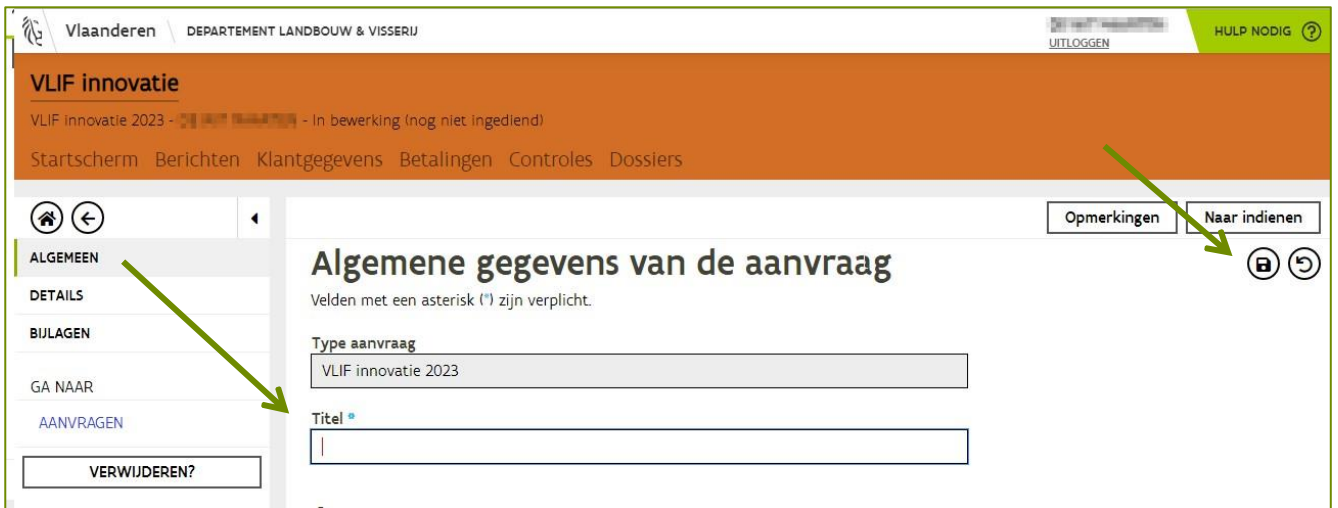 Vlaanderen DEPARTEMENT LANDBOUW & VISSERIJ
UITLOGGEN
HULP NODIG ?
VLIF innovatie
VLIF innovatie 2023 - - In bewerking (nog niet ingediend)
Startscherm Berichten Klantgegevens Betalingen Controles Dossiers
Opmerkingen Naar indienen
ALGEMEEN
DETAILS
BIJLAGEN
GA NAAR
AANVRAGEN
VERWIJDEREN?
Algemene gegevens van de aanvraag
Velden met een asterisk (*) zijn verplicht.
Type aanvraag
VLIF innovatie 2023
Titel *